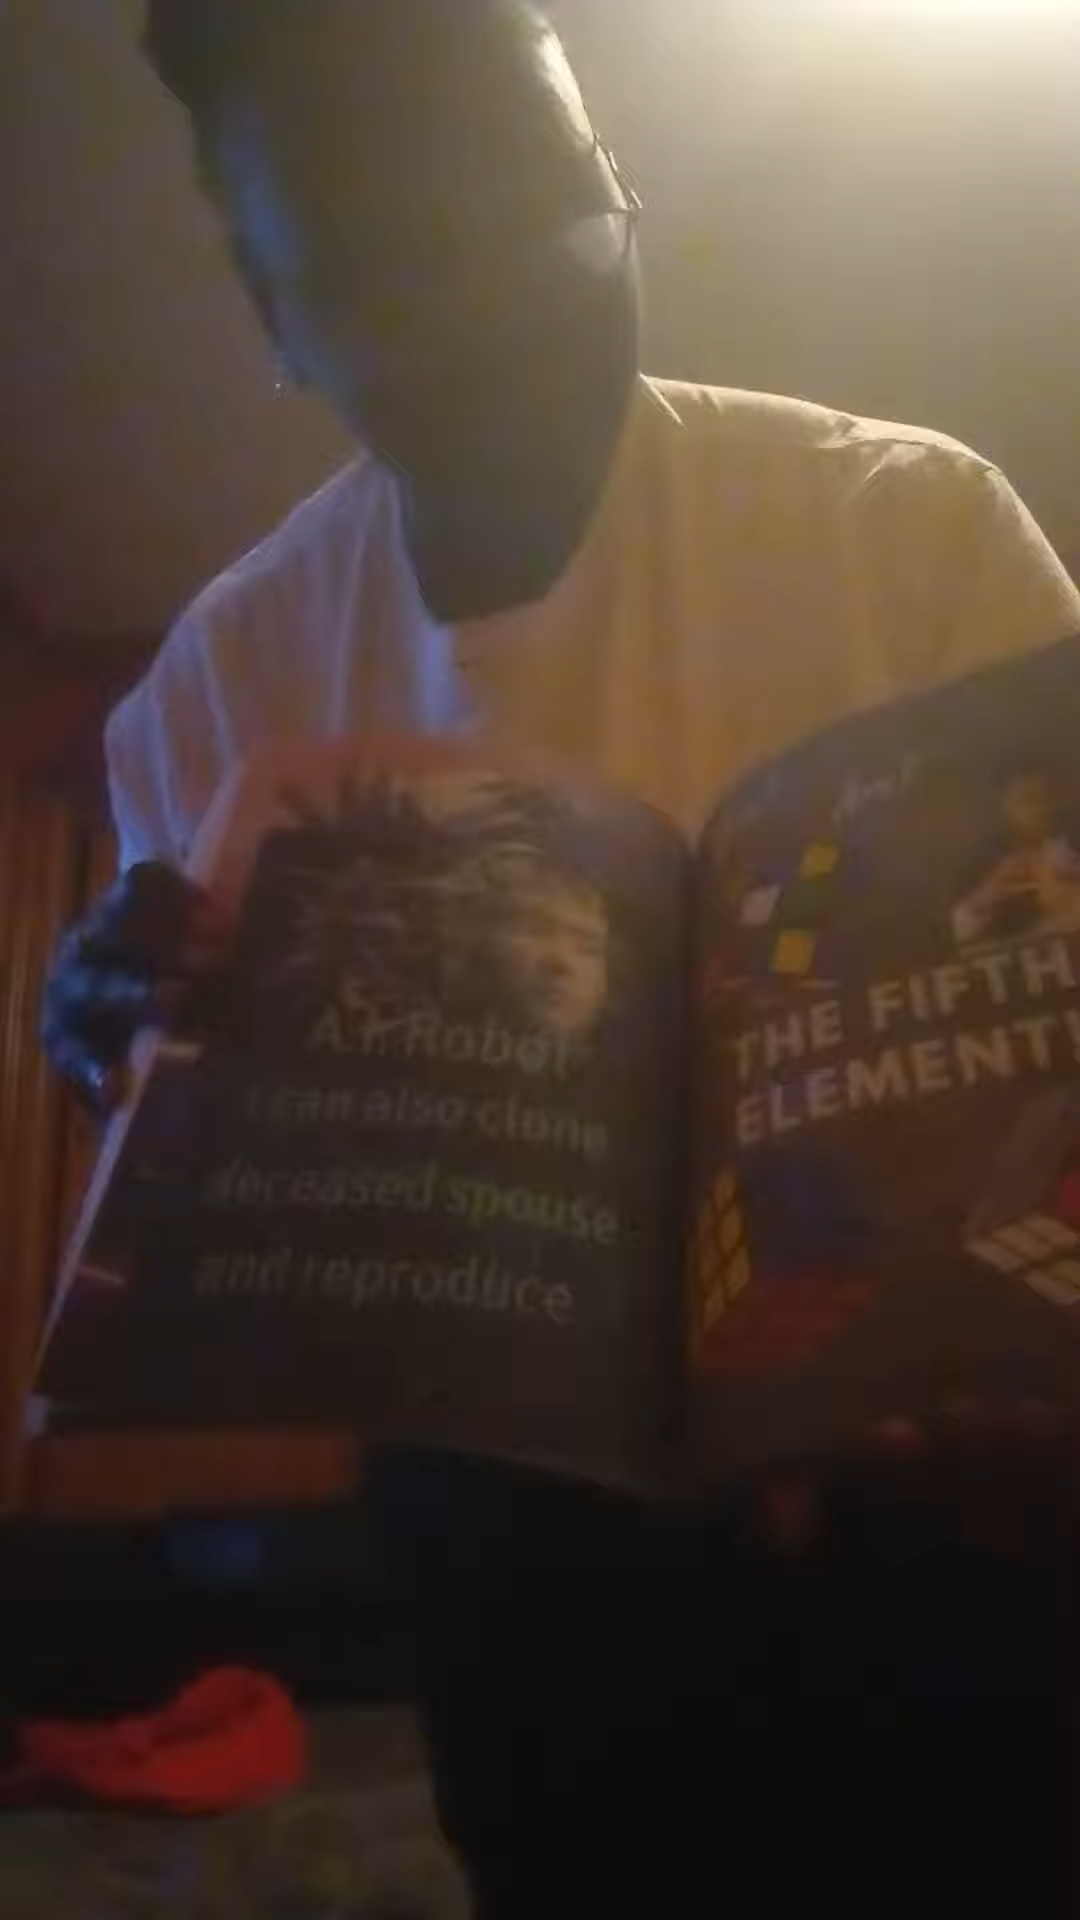 A.I. Robot
I can also clone
deceased spouse
and reproduce
THE FIFTH
ELEMENT!